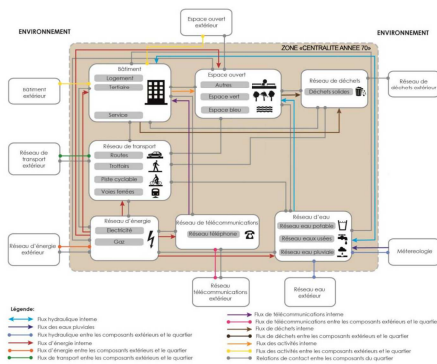 ENVIRONNEMENT
Espace ouvert
extérieur
ENVIRONNEMENT
ZONE «CENTRALITE ANNEE 70»
Bâtiment
Logement
Tertiaire
Service
Espace ouvert
Autres
Espace vert
Espace bleu
Réseau de déchets
Déchets solides
Réseau de
déchets extérieur
Bâtiment
extérieur
Réseau de transport
Routes
Trottoirs
Piste cyclable
Voies ferrées
Réseau de
transport extérieur
Réseau d'énergie
Electricité
Gaz
Réseau d'énergie
extérieur
Réseau de télécommunications
Réseau téléphone
Réseau d'eau
Réseau eau potable
Réseau eaux usées
Réseau eau pluviale
Métereologie
Réseau
télécommunications
extérieur
Réseau eau
extérieur
Légende:
Flux hydraulique interne
Flux des eaux pluviales
Flux hydraulique entre les composants extérieurs et le quartier
Flux d'énergie interne
Flux d'énergie entre les composants extérieurs et le quartier
Flux de transport entre les composants extérieurs et le quartier
Flux de télécommunications interne
Flux de télécommunications entre les composants extérieurs et le quartier
Flux de déchets interne
Flux de déchets entre les composants extérieurs et le quartier
Flux des activités interne
Flux des activités entre les composants extérieurs et le quartier
Relations de contact entre les composants du quartier